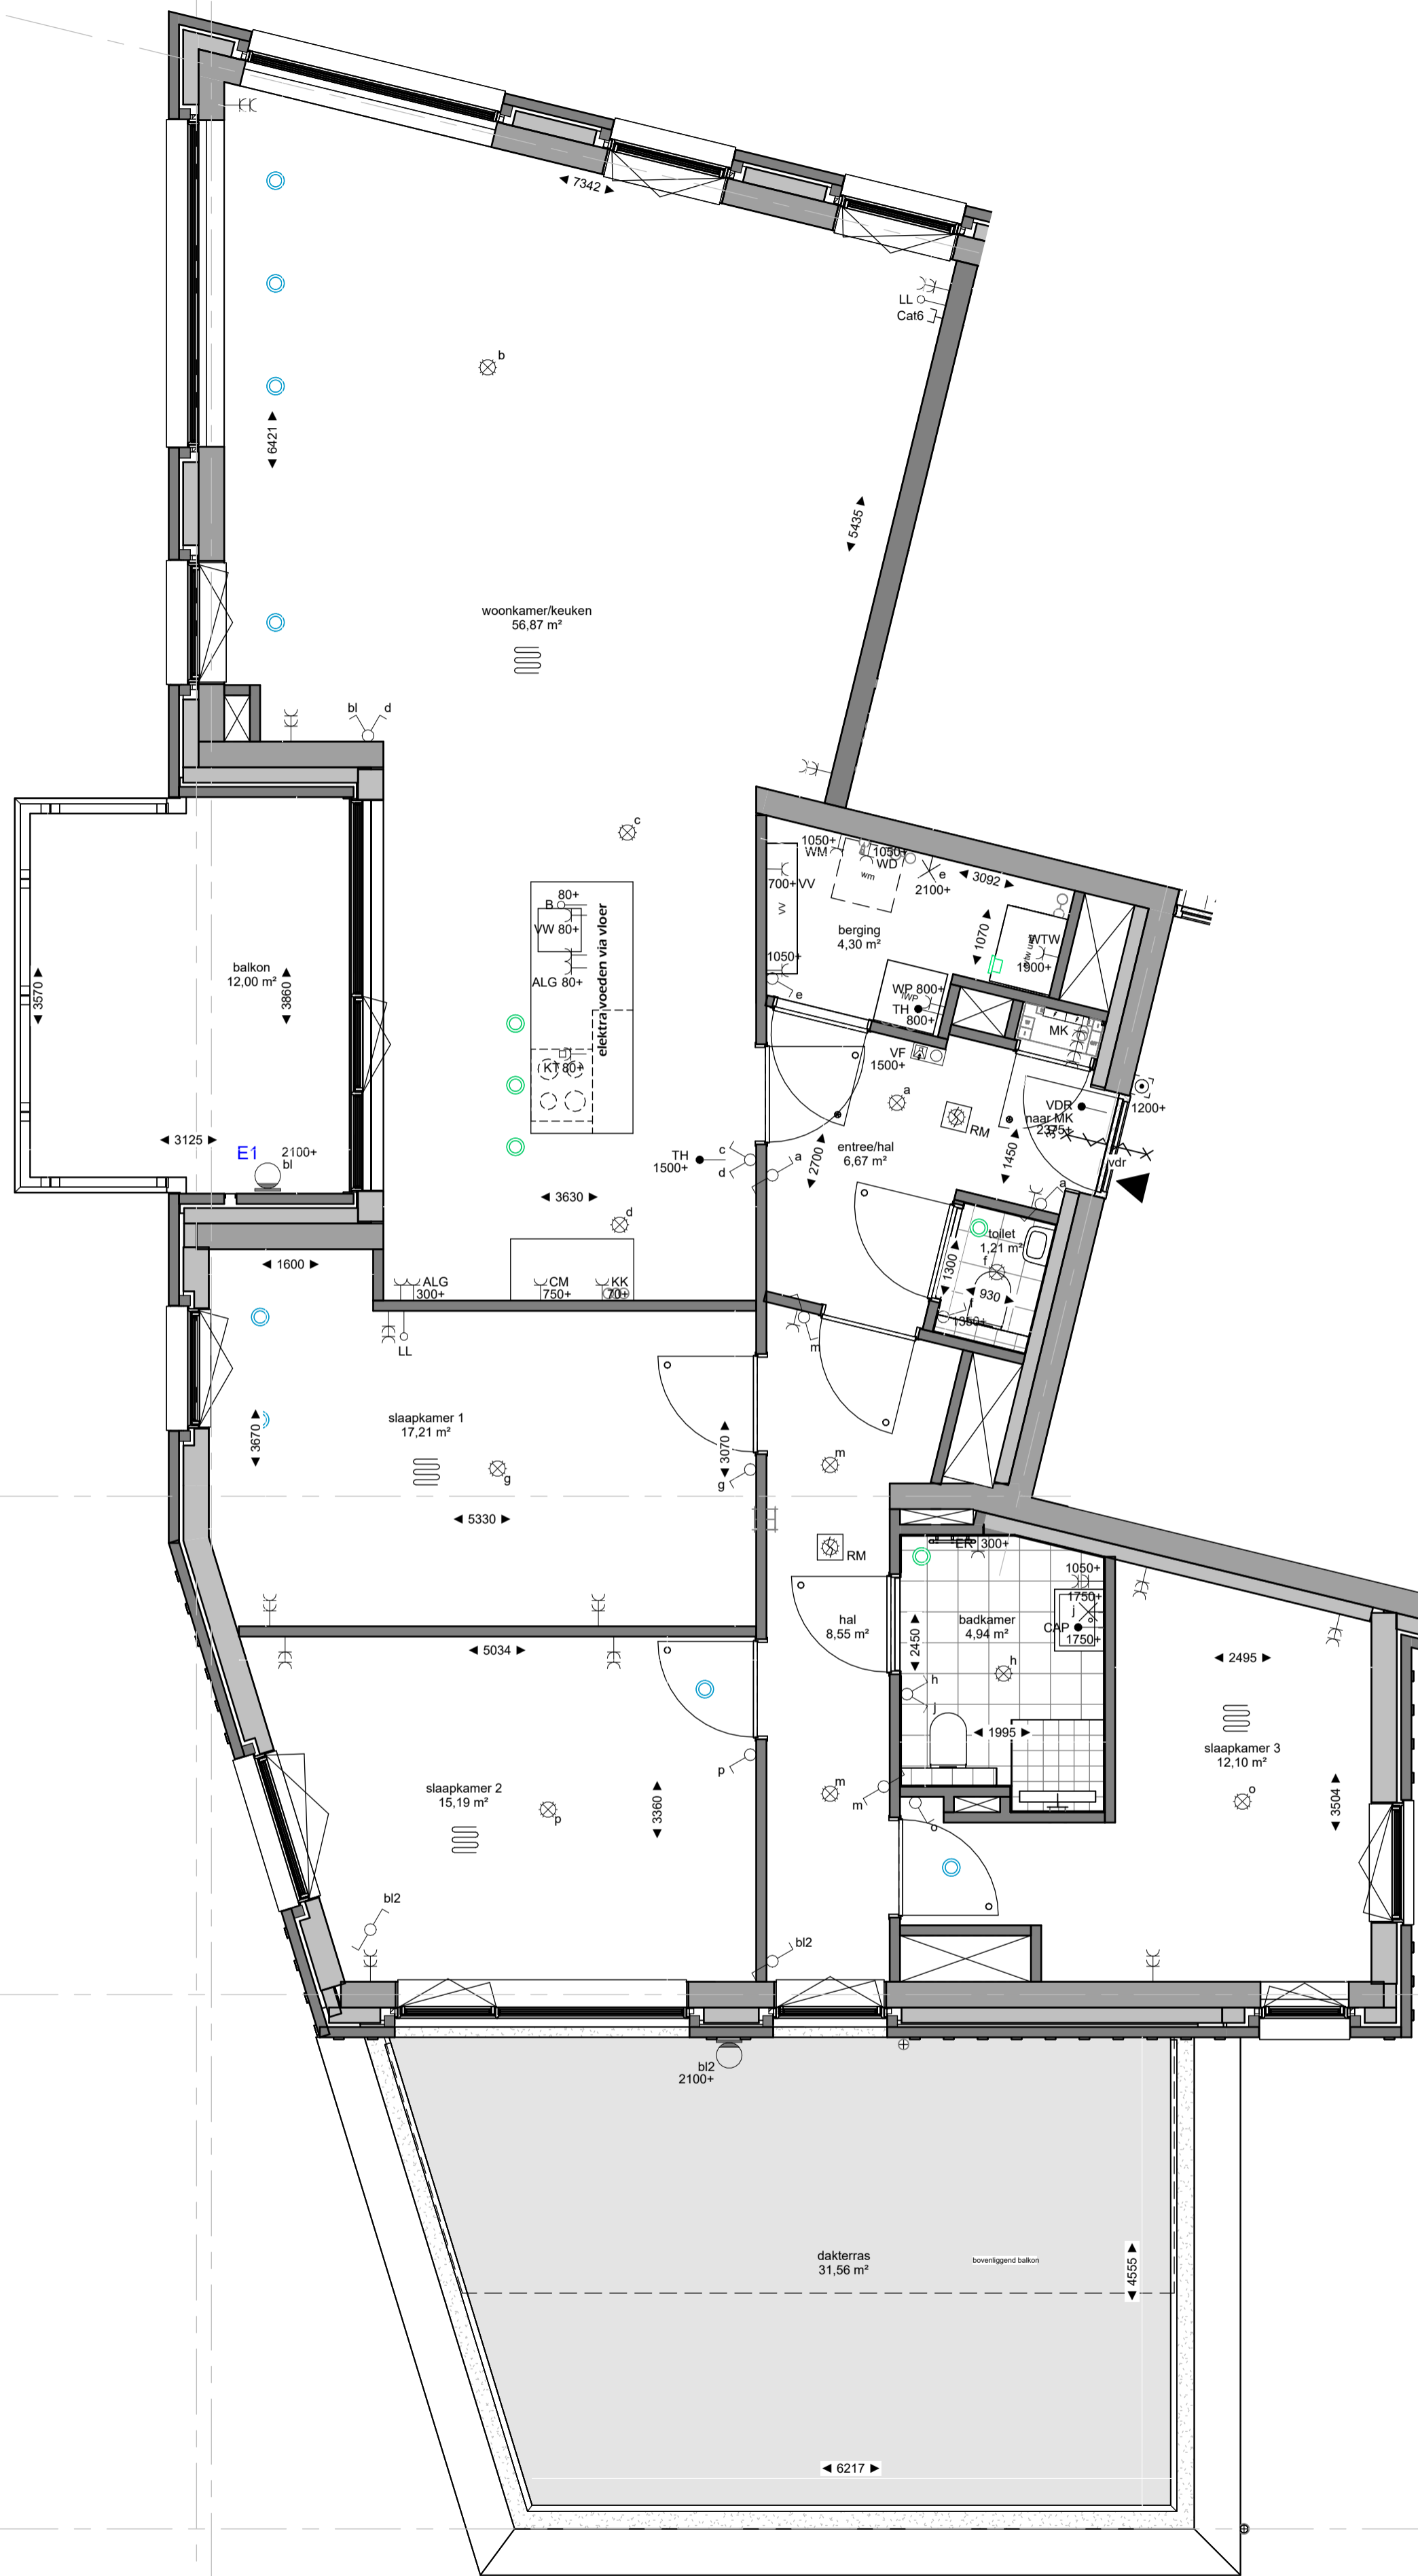 7342
LL
Cat6
b
6421
5435
woonkamer/keuken
56,87 m²
bl
d
c
1050+
WM
1050+
WD
wm
e
2100+
3092
700+
VV
VV
80+
B
VW 80+
ALG 80+
KT 80+
elektra voeden via vloer
berging
4,30 m²
1070
WTW
1900+
1050+
e
WP 800+
TH
800+
MK
balkon
12,00 m²
3570
3860
VF
1500+
a
RM
VDR
naar MK
2375+
1200+
vdr
3125
E1
2100+
bl
TH
1500+
c
d
a
2700
entree/hal
6,67 m²
1450
a
3630
d
toilet
1,21 m²
f
1300
930
f
1350+
1600
ALG
300+
CM
750+
KK
70+
LL
m
slaapkamer 1
17,21 m²
3670
g
3070
g
m
5330
RM
ER
300+
1050+
1750+
j
CAP
1750+
hal
8,55 m²
badkamer
4,94 m²
2450
h
h
j
5034
2495
1995
slaapkamer 3
12,10 m²
p
slaapkamer 2
15,19 m²
p
3360
m
m
o
3504
o
bl2
bl2
bl2
2100+
dakterras
31,56 m²
bovenliggend balkon
4555
6217